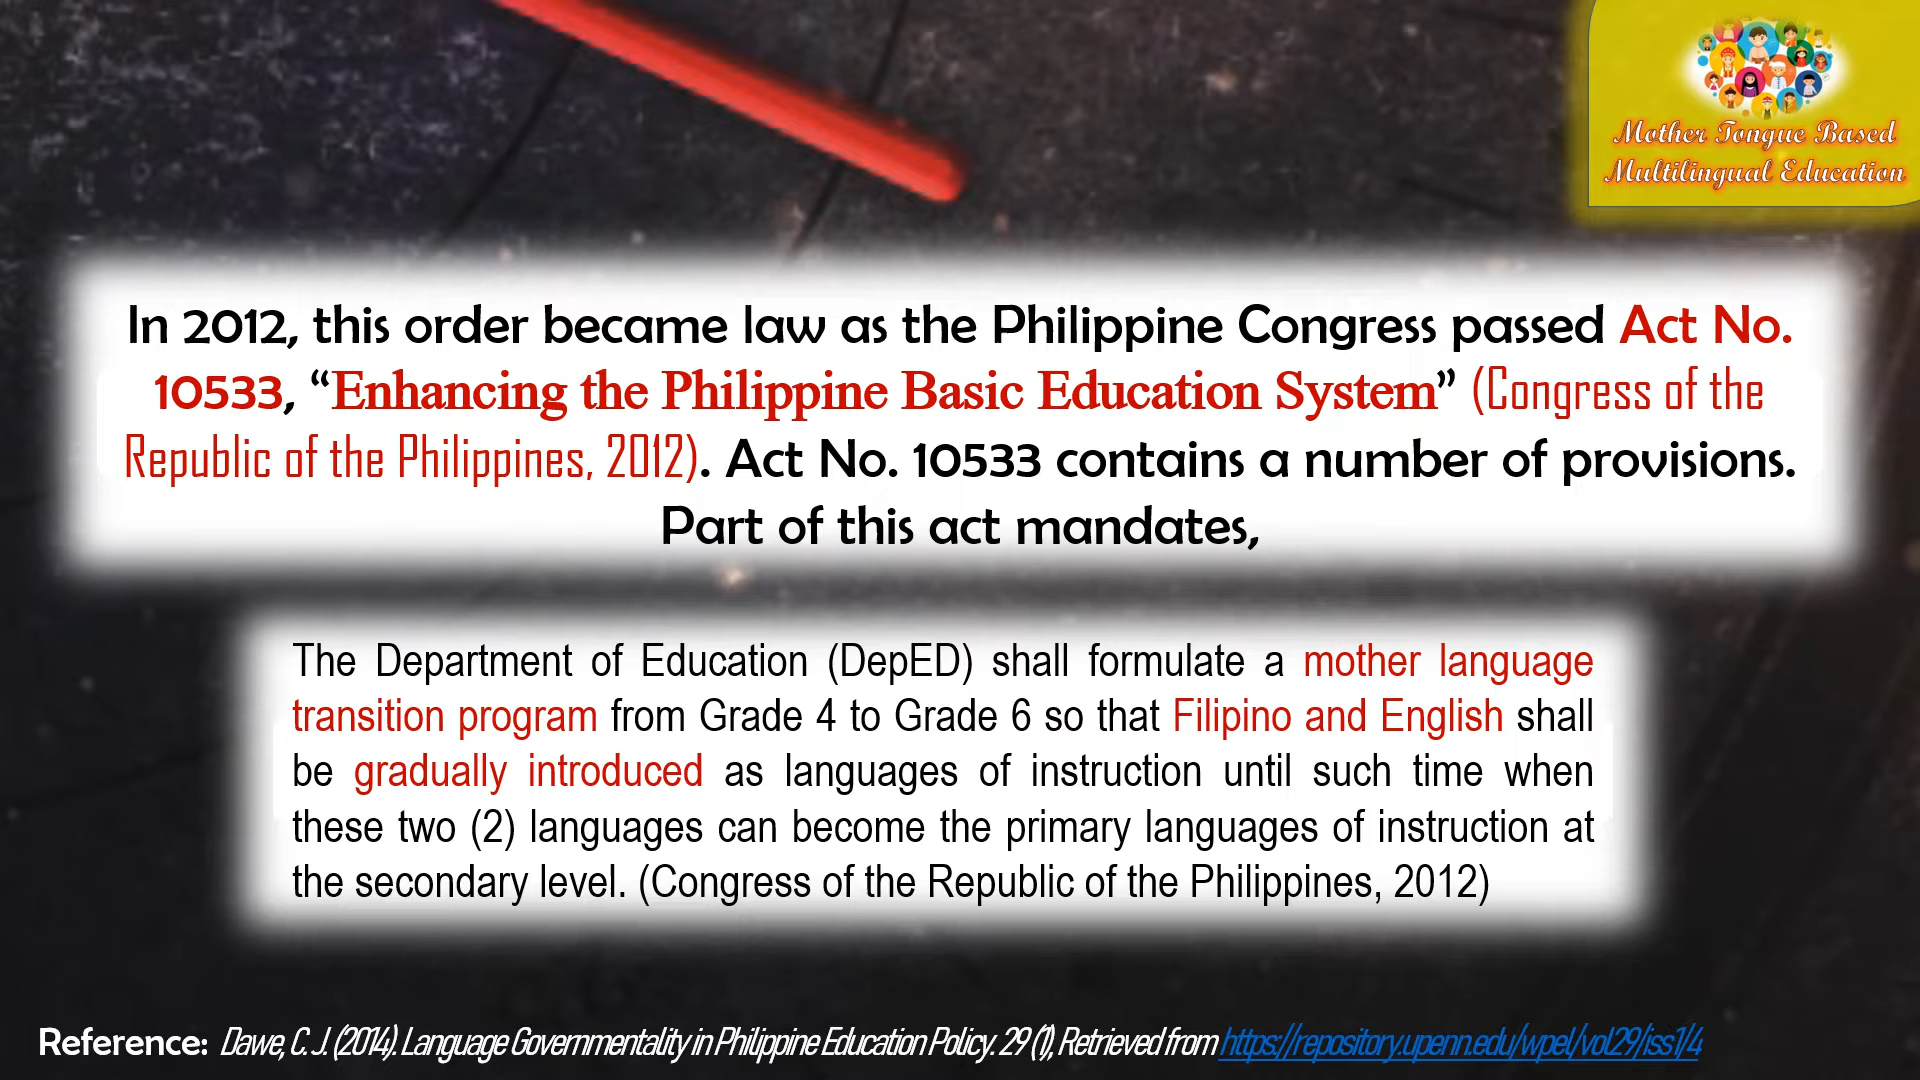 Mother Tongue Based
Multilingual Education
In 2012, this order became law as the Philippine Congress passed Act No.
10533, “Enhancing the Philippine Basic Education System” (Congress of the
Republic of the Philippines, 2012). Act No. 10533 contains a number of provisions.
Part of this act mandates,
The Department of Education (DepED) shall formulate a mother language
transition program from Grade 4 to Grade 6 so that Filipino and English shall
be gradually introduced as languages of instruction until such time when
these two (2) languages can become the primary languages of instruction at
the secondary level. (Congress of the Republic of the Philippines, 2012)
Reference: Dawe, C. J. (2014). Language Governmentality in Philippine Education Policy. 29 (1), Retrieved from https://repository.upenn.edu/wpel/vol29/iss1/4